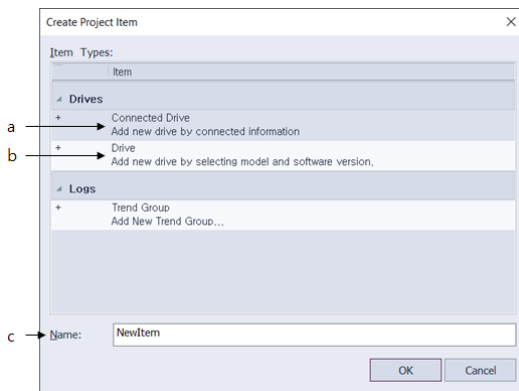 Create Project Item
Item Types:
Item
Drives
+ Connected Drive
a Add new drive by connected information
+ Drive
b Add new drive by selecting model and software version.
Logs
+ Trend Group
Add New Trend Group...
c Name: NewItem
OK Cancel